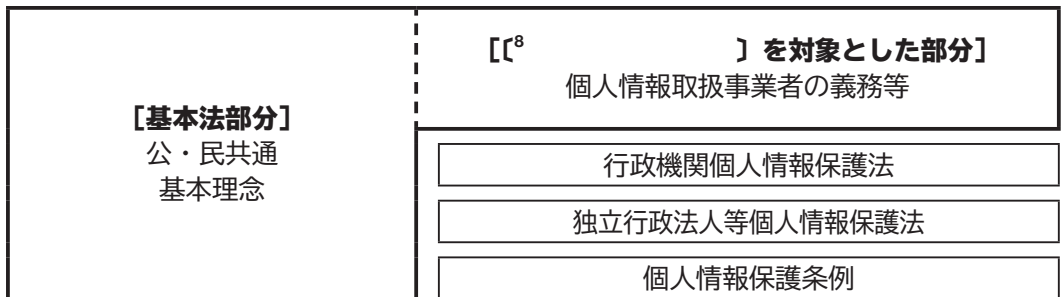 [〔8 〕を対象とした部分]
個人情報取扱事業者の義務等
[基本法部分]
公・民共通
基本理念
行政機関個人情報保護法
独立行政法人等個人情報保護法
個人情報保護条例